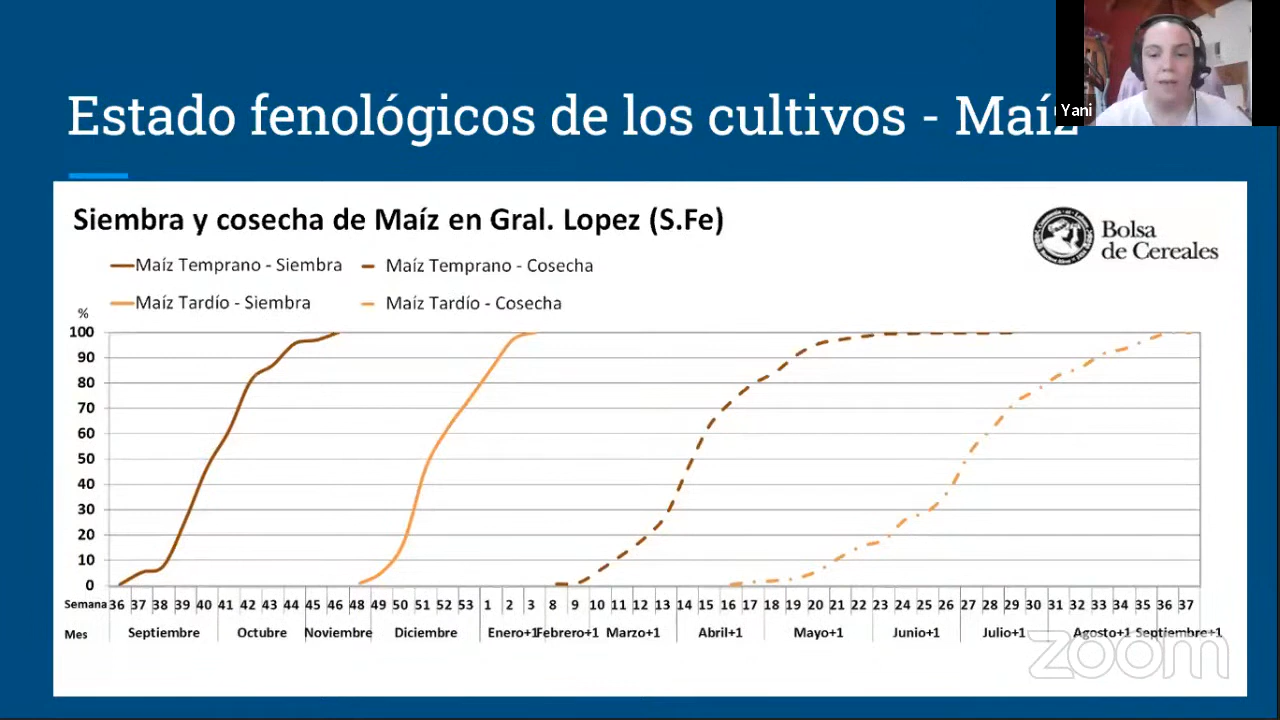 Estado fenológicos de los cultivos - Maíz
Yani
Siembra y cosecha de Maíz en Gral. Lopez (S.Fe)
Bolsa
de Cereales
Maíz Temprano - Siembra
Maíz Temprano - Cosecha
Maíz Tardío - Siembra
Maíz Tardío - Cosecha
%
100
90
80
70
60
50
40
30
20
10
0
Semana 36 37 38 39 40 41 42 43 44 45 46 48 49 50 51 52 53 1 2 3 8 9 10 11 12 13 14 15 16 17 18 19 20 21 22 23 24 25 26 27 28 29 30 31 32 33 34 35 36 37
Mes Septiembre Octubre Noviembre Diciembre Enero+1 Febrero+1 Marzo+1 Abril+1 Mayo+1 Junio+1 Julio+1 Agosto+1 Septiembre+1
zoom